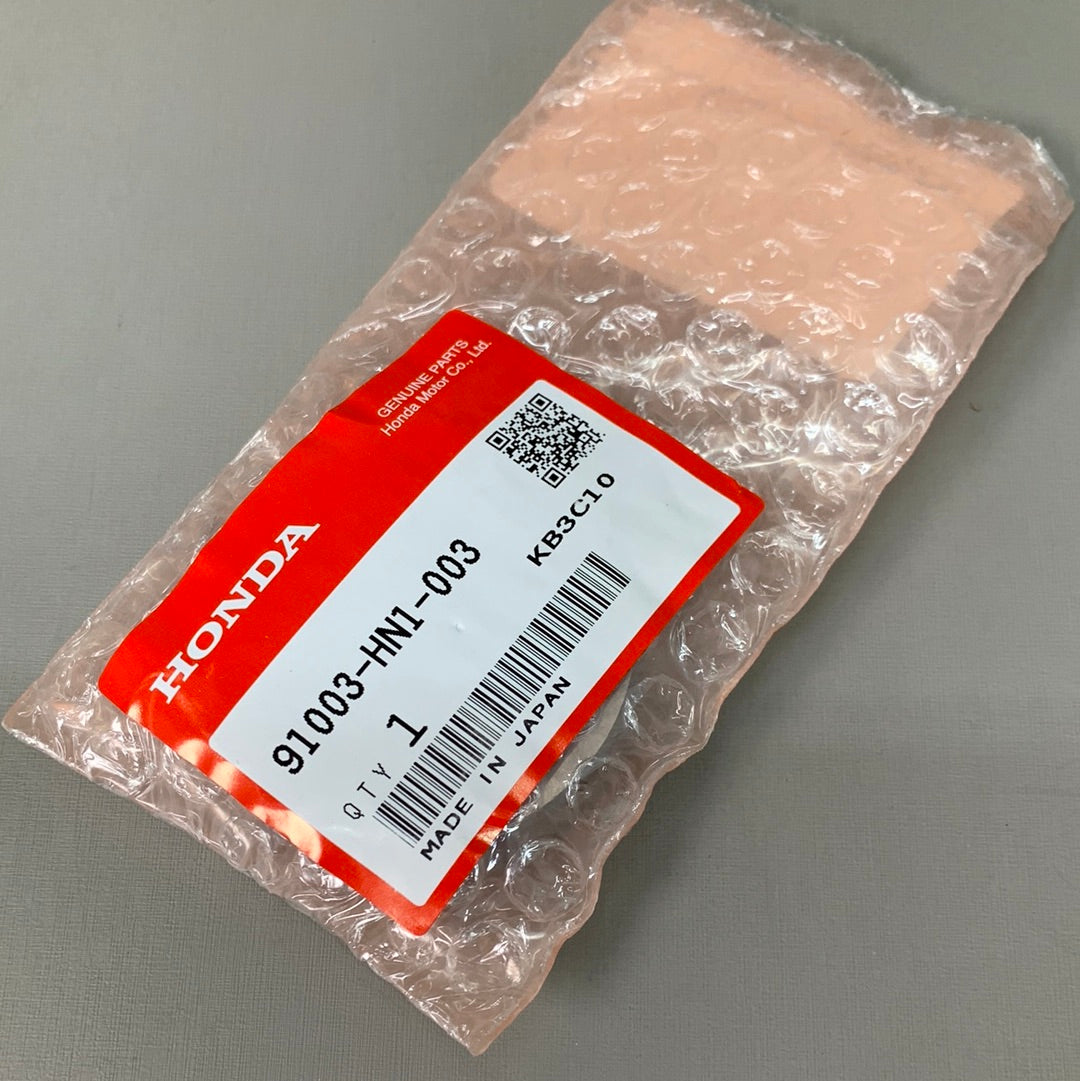 GENUINE PARTS
Honda Motor Co., Ltd.
HONDA
91003-HN1-003
KB3C10
QTY 1
MADE IN JAPAN